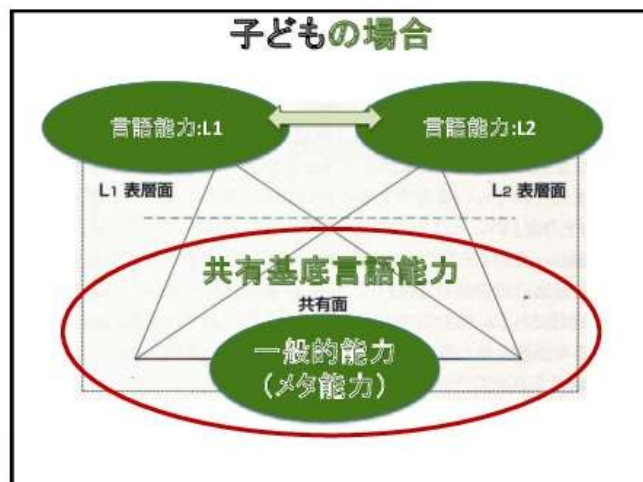 子どもの場合
言語能力:L1
言語能力:L2
L1 表層面
L2 表層面
共有基底言語能力
共有面
一般的能力
(メタ能力)